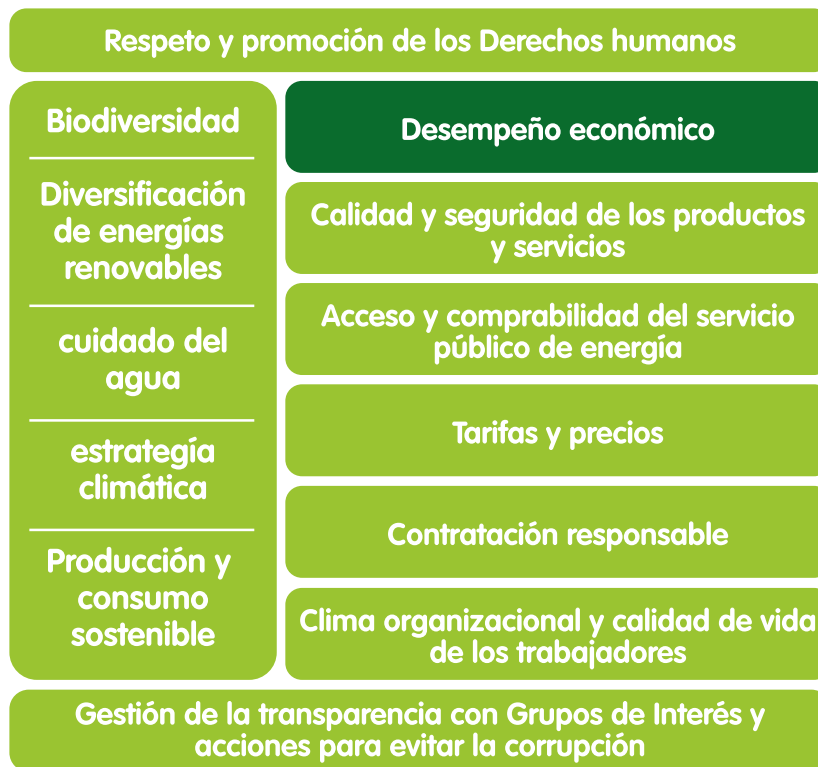 Respeto y promoción de los Derechos humanos
Biodiversidad
Diversificación
de energías
renovables
cuidado del
agua
estrategía
climática
Producción y
consumo
sostenible
Desempeño económico
Calidad y seguridad de los productos
y servicios
Acceso y comprabilidad del servicio
público de energía
Tarifas y precios
Contratación responsable
Clima organizacional y calidad de vida
de los trabajadores
Gestión de la transparencia con Grupos de Interés y
acciones para evitar la corrupción